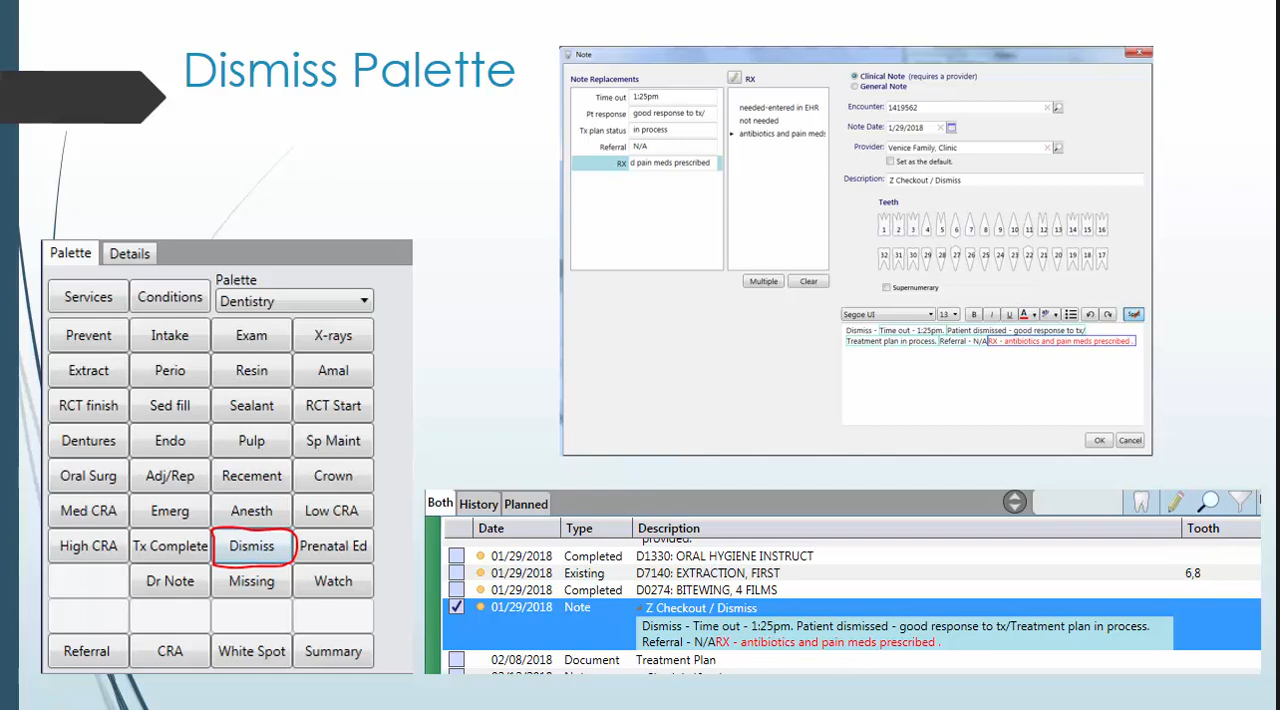 Dismiss Palette
Note
Note Replacements
Time out 1:25pm
Pt response good response to tx/
Tx plan status in process
Referral N/A
RX d pain meds prescribed
RX
needed-entered in EHR
not needed
antibiotics and pain meds
Multiple Clear
Clinical Note (requires a provider)
General Note
Encounter: 1419562
Note Date: 1/29/2018
Provider: Venice Family, Clinic
Set as the default.
Description: Z Checkout / Dismiss
Teeth
1 2 3 4 5 6 7 8 9 10 11 12 13 14 15 16
32 31 30 29 28 27 26 25 24 23 22 21 20 19 18 17
Supernumerary
Segoe UI 13 B I U A
Dismiss - Time out - 1:25pm. Patient dismissed - good response to tx/
Treatment plan in process. Referral - N/ARX - antibiotics and pain meds prescribed .
OK Cancel
Palette Details
Services Conditions
Palette
Dentistry
Prevent Intake Exam X-rays
Extract Perio Resin Amal
RCT finish Sed fill Sealant RCT Start
Dentures Endo Pulp Sp Maint
Oral Surg Adj/Rep Recement Crown
Med CRA Emerg Anesth Low CRA
High CRA Tx Complete Dismiss Prenatal Ed
Dr Note Missing Watch
Referral CRA White Spot Summary
Both History Planned
Date Type Description Tooth
provided.
01/29/2018 Completed D1330: ORAL HYGIENE INSTRUCT
01/29/2018 Existing D7140: EXTRACTION, FIRST 6,8
01/29/2018 Completed D0274: BITEWING, 4 FILMS
01/29/2018 Note Z Checkout / Dismiss
Dismiss - Time out - 1:25pm. Patient dismissed - good response to tx/Treatment plan in process.
Referral - N/ARX - antibiotics and pain meds prescribed .
02/08/2018 Document Treatment Plan